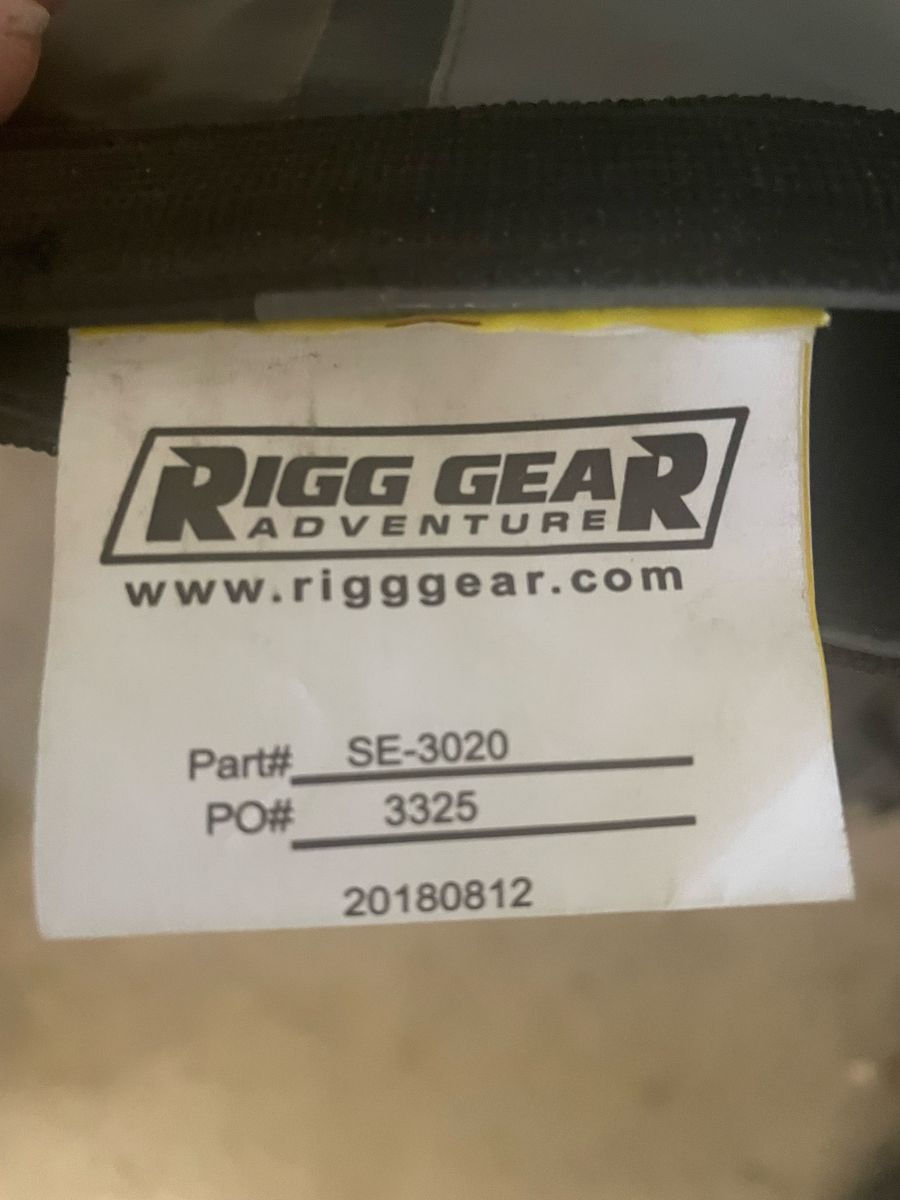 RIGG GEAR
ADVENTURE
www.rigggear.com
Part# SE-3020
PO# 3325
20180812